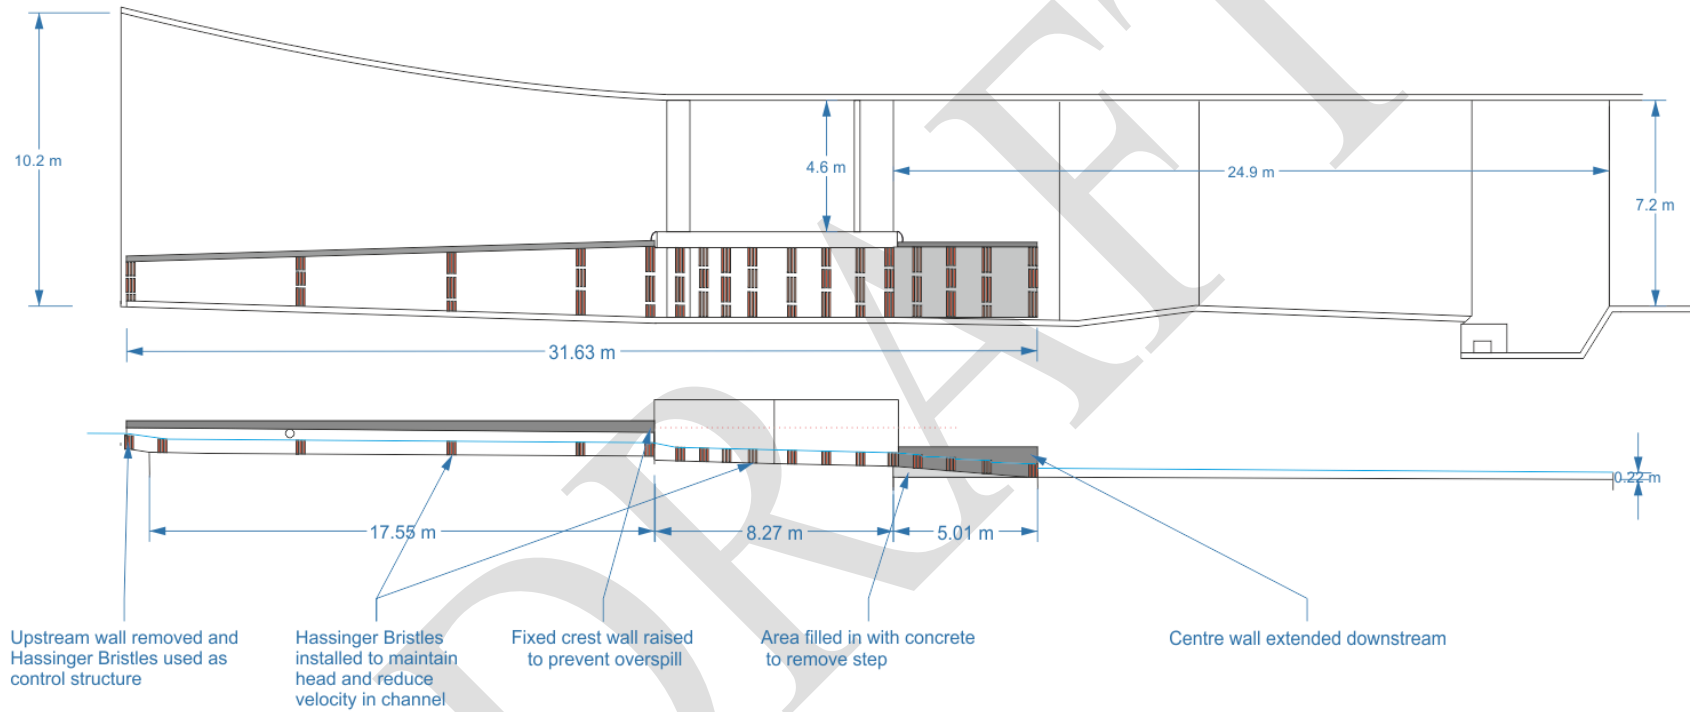 10.2 m
4.6 m
24.9 m
7.2 m
31.63 m
0.22 m
17.55 m
8.27 m
5.01 m
Upstream wall removed and
Hassinger Bristles used as
control structure
Hassinger Bristles
installed to maintain
head and reduce
velocity in channel
Fixed crest wall raised
to prevent overspill
Area filled in with concrete
to remove step
Centre wall extended downstream
DRAFT